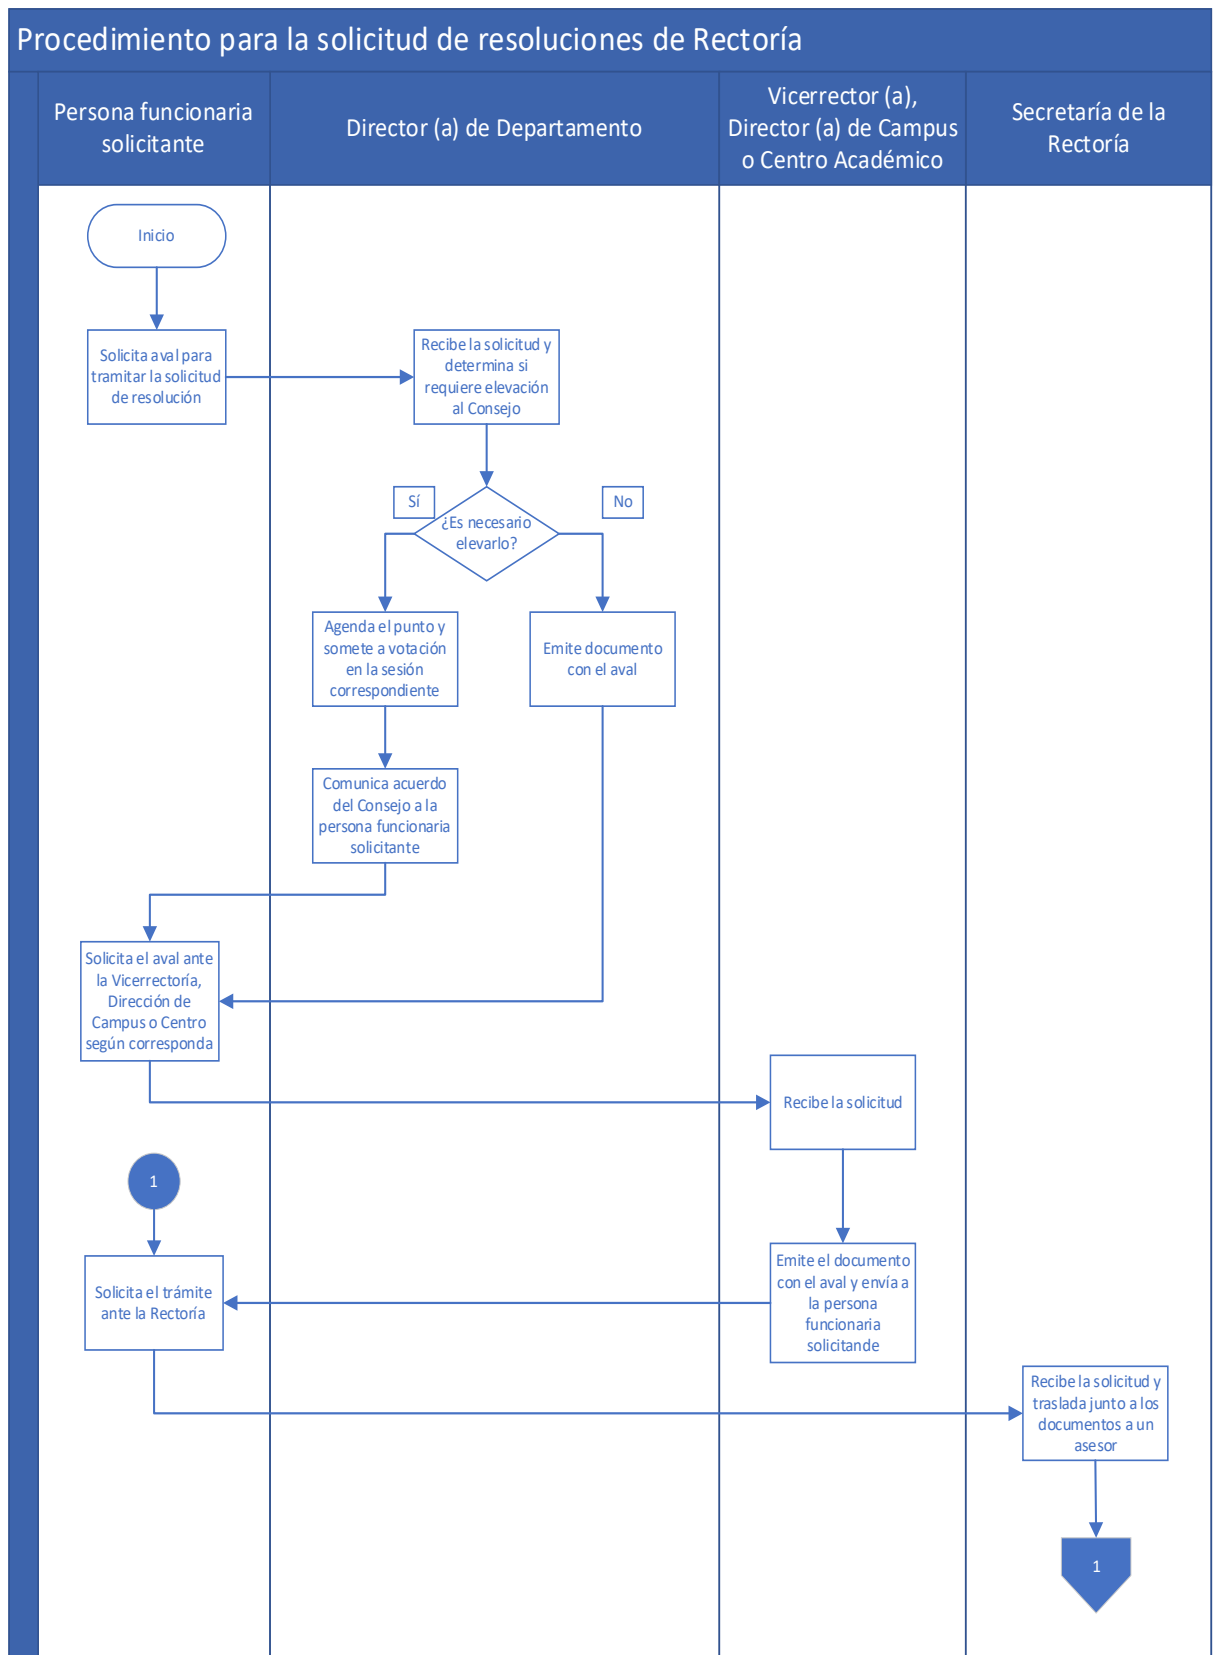 Procedimiento para la solicitud de resoluciones de Rectoría
Persona funcionaria
solicitante
Director (a) de Departamento
Vicerrector (a),
Director (a) de Campus
o Centro Académico
Secretaría de la
Rectoría
Inicio
Solicita aval para
tramitar la solicitud
de resolución
Recibe la solicitud y
determina si
requiere elevación
al Consejo
Sí
No
¿Es necesario
elevarlo?
Agenda el punto y
somete a votación
en la sesión
correspondiente
Emite documento
con el aval
Comunica acuerdo
del Consejo a la
persona funcionaria
solicitante
Solicita el aval ante
la Vicerrectoría,
Dirección de
Campus o Centro
según corresponda
Recibe la solicitud
1
Solicita el trámite
ante la Rectoría
Emite el documento
con el aval y envía a
la persona
funcionaria
solicitande
Recibe la solicitud y
traslada junto a los
documentos a un
asesor
1